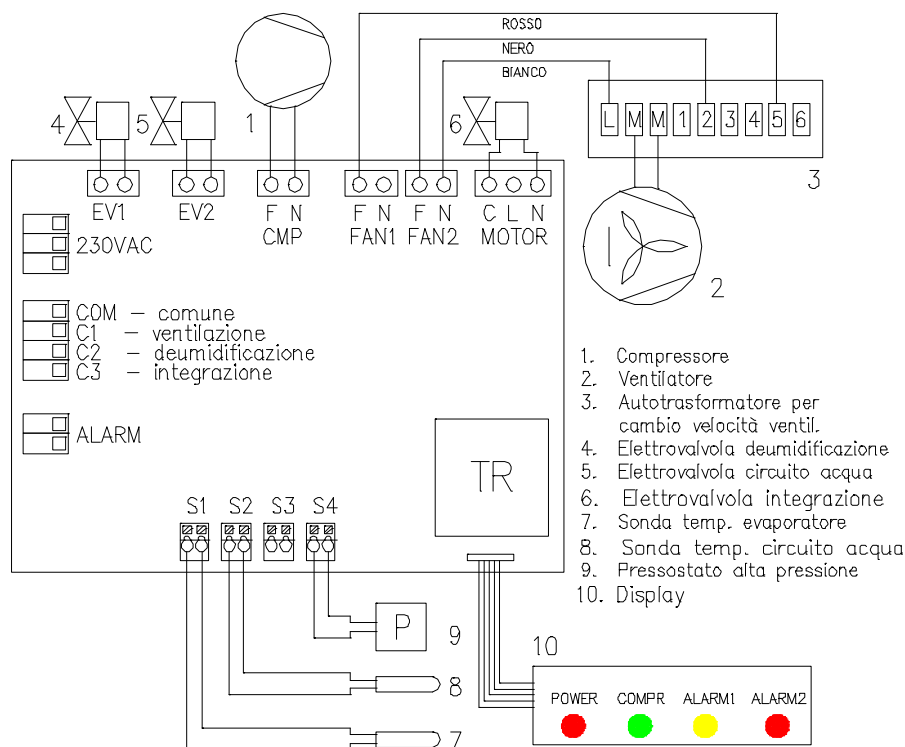 ROSSO
NERO
BIANCO
4
5
1
6
L M M 1 2 3 4 5 6
3
EV1
EV2
F N
CMP
F N
FAN1
F N
FAN2
C L N
MOTOR
230VAC
2
COM – comune
C1 – ventilazione
C2 – deumidificazione
C3 – integrazione
ALARM
TR
1. Compressore
2. Ventilatore
3. Autotrasformatore per
cambio velocità ventil.
4. Elettrovalvola deumidificazione
5. Elettrovalvola circuito acqua
6. Elettrovalvola integrazione
7. Sonda temp. evaporatore
8. Sonda temp. circuito acqua
9. Pressostato alta pressione
10. Display
S1 S2 S3 S4
P
9
8
7
10
POWER COMPR ALARM1 ALARM2